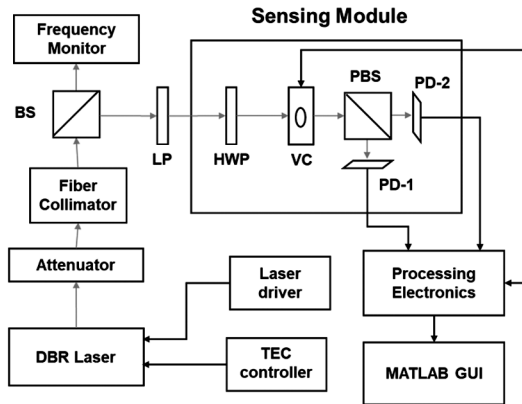 Sensing Module
Frequency
Monitor
BS
LP
HWP
VC
PBS
PD-2
PD-1
Fiber
Collimator
Attenuator
Laser
driver
Processing
Electronics
DBR Laser
TEC
controller
MATLAB GUI